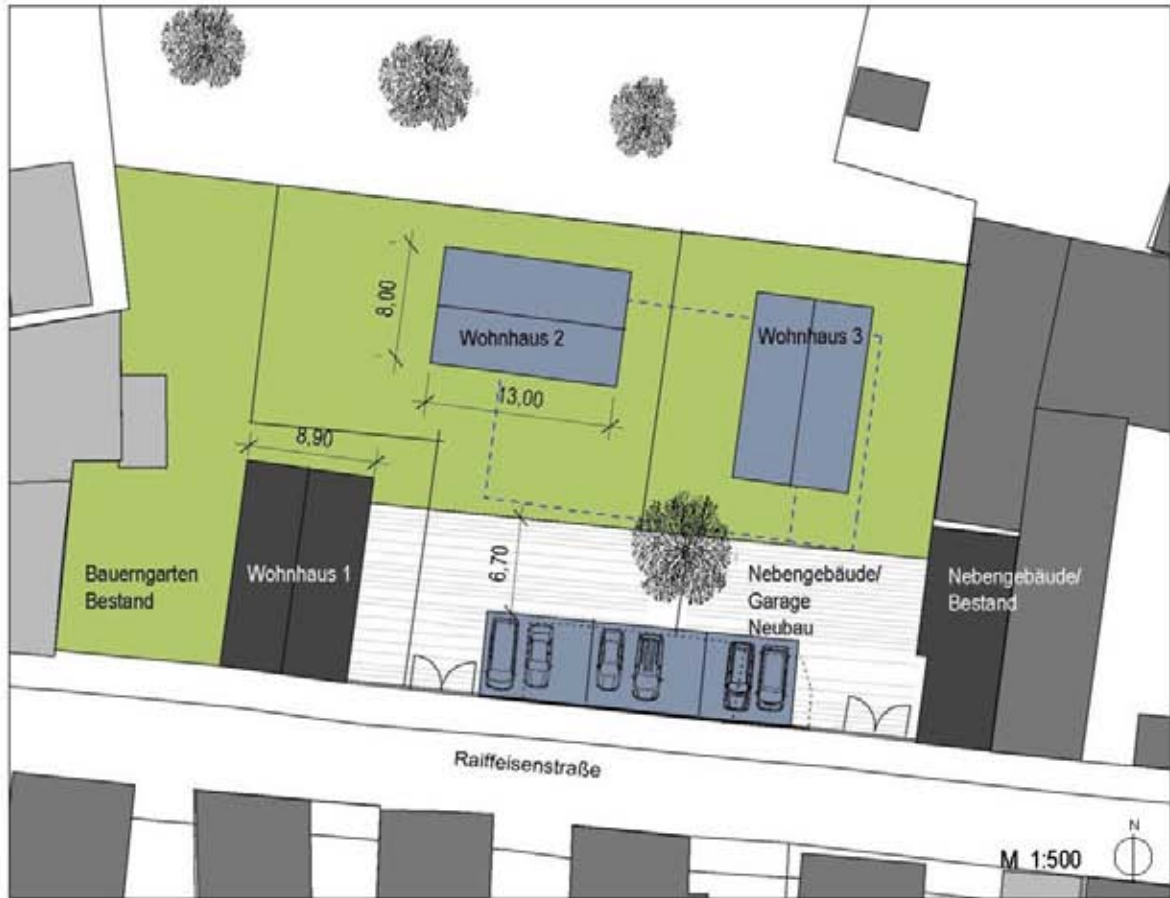 8,00
Wohnhaus 2
Wohnhaus 3
13,00
8,90
6,70
Bauerngarten
Bestand
Wohnhaus 1
Nebengebäude/
Garage
Neubau
Nebengebäude/
Bestand
Raiffeisenstraße
N
M 1:500